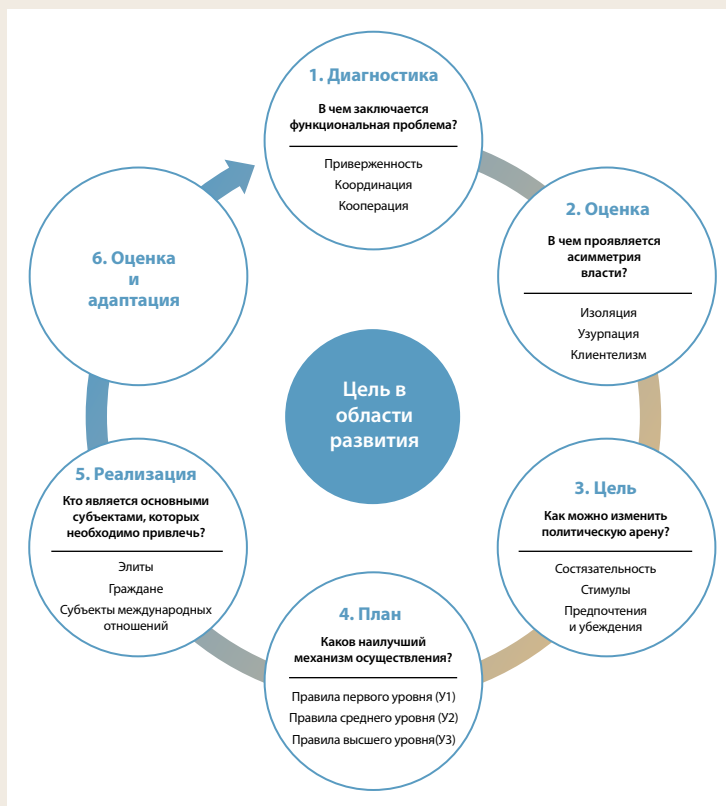 1. Диагностика
В чем заключается
функциональная проблема?
Приверженность
Координация
Кооперация
2. Оценка
В чем проявляется
асимметрия
власти?
Изоляция
Узурпация
Клиентелизм
3. Цель
Как можно изменить
политическую арену?
Состязательность
Стимулы
Предпочтения
и убеждения
4. План
Каков наилучший
механизм осуществления?
Правила первого уровня (У1)
Правила среднего уровня (У2)
Правила высшего уровня(У3)
5. Реализация
Кто является основными
субъектами, которых
необходимо привлечь?
Элиты
Граждане
Субъекты международных
отношений
6. Оценка
и
адаптация
Цель в
области
развития